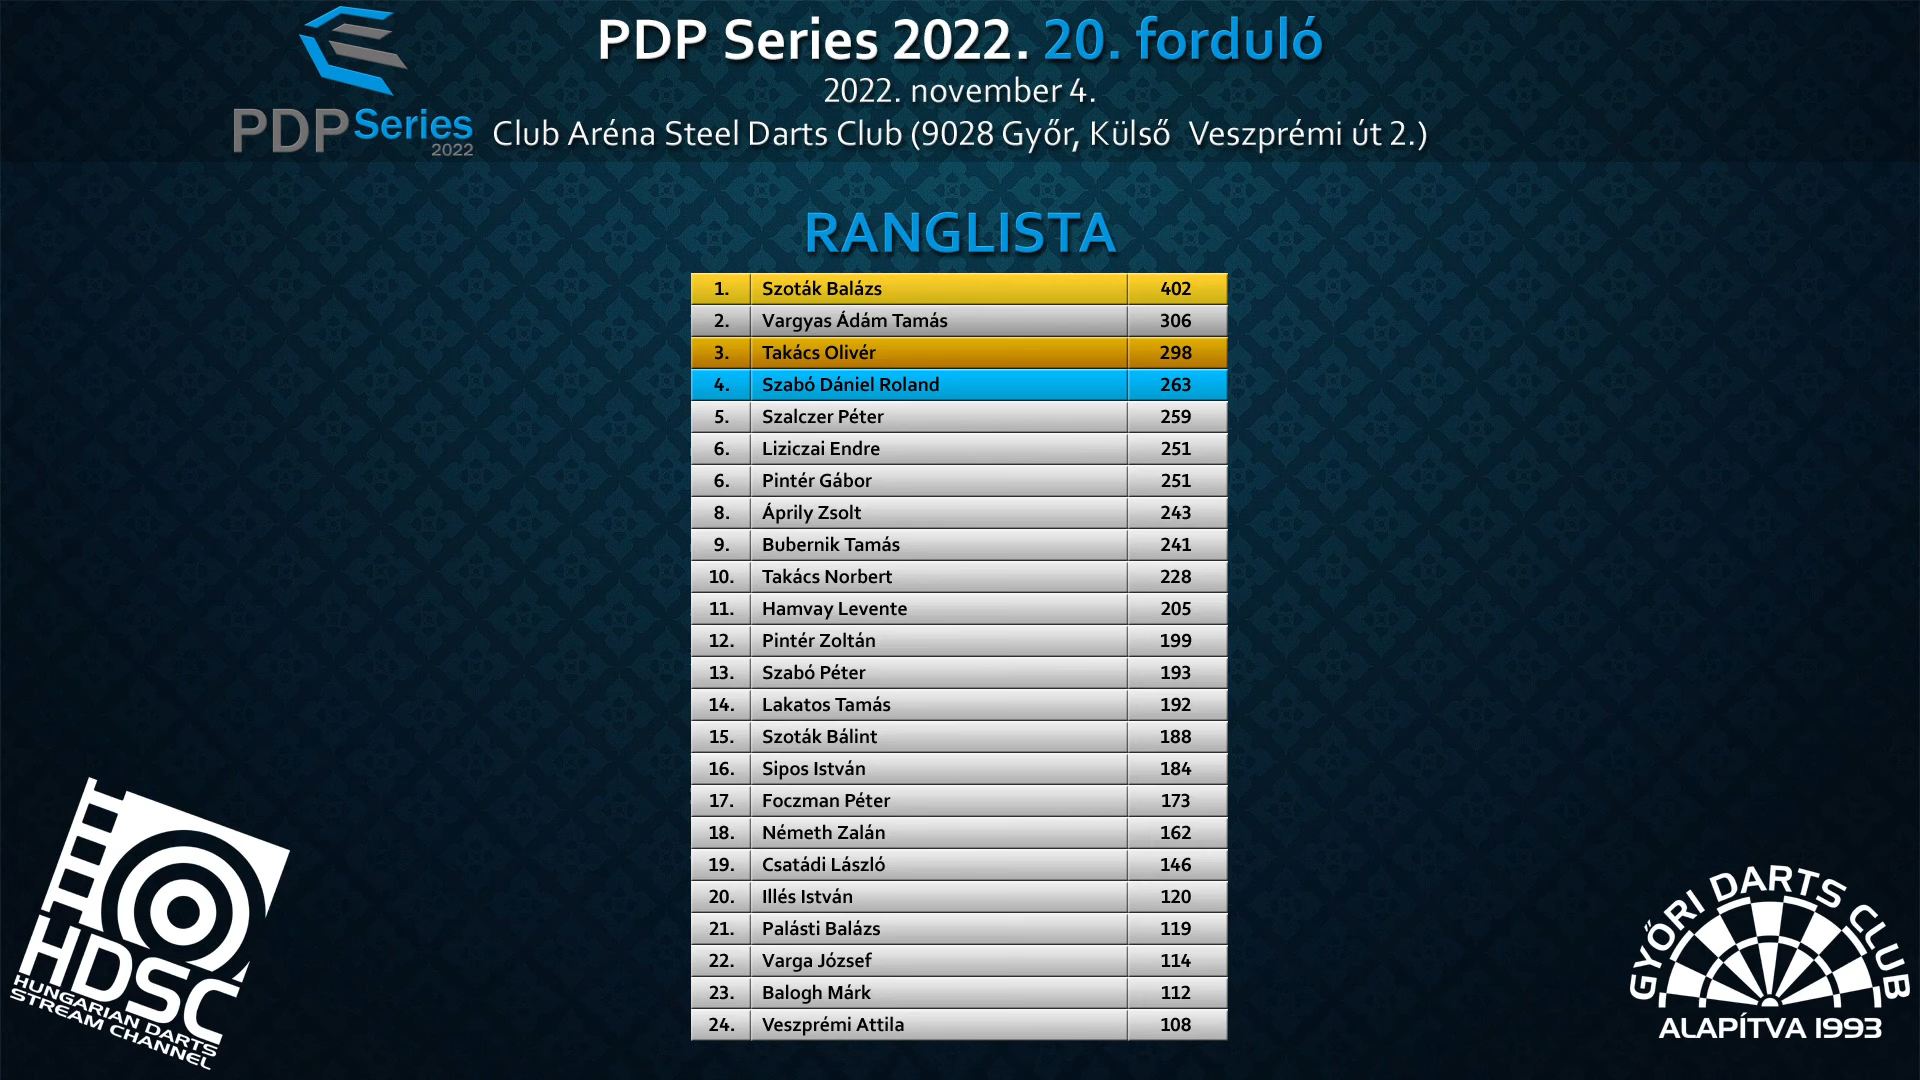 PDP Series 2022. 20. forduló
2022. november 4.
Club Aréna Steel Darts Club (9028 Győr, Külső Veszprémi út 2.)
PDP Series
2022
RANGLISTA
1. Szoták Balázs 402
2. Vargyas Ádám Tamás 306
3. Takács Olivér 298
4. Szabó Dániel Roland 263
5. Szalczer Péter 259
6. Liziczai Endre 251
6. Pintér Gábor 251
8. Áprily Zsolt 243
9. Bubernik Tamás 241
10. Takács Norbert 228
11. Hamvay Levente 205
12. Pintér Zoltán 199
13. Szabó Péter 193
14. Lakatos Tamás 192
15. Szoták Bálint 188
16. Sipos István 184
17. Foczman Péter 173
18. Németh Zalán 162
19. Csatádi László 146
20. Illés István 120
21. Palásti Balázs 119
22. Varga József 114
23. Balogh Márk 112
24. Veszprémi Attila 108
HDSC
HUNGARIAN DARTS
STREAM CHANNEL
GYŐRI DARTS CLUB
ALAPÍTVA 1993